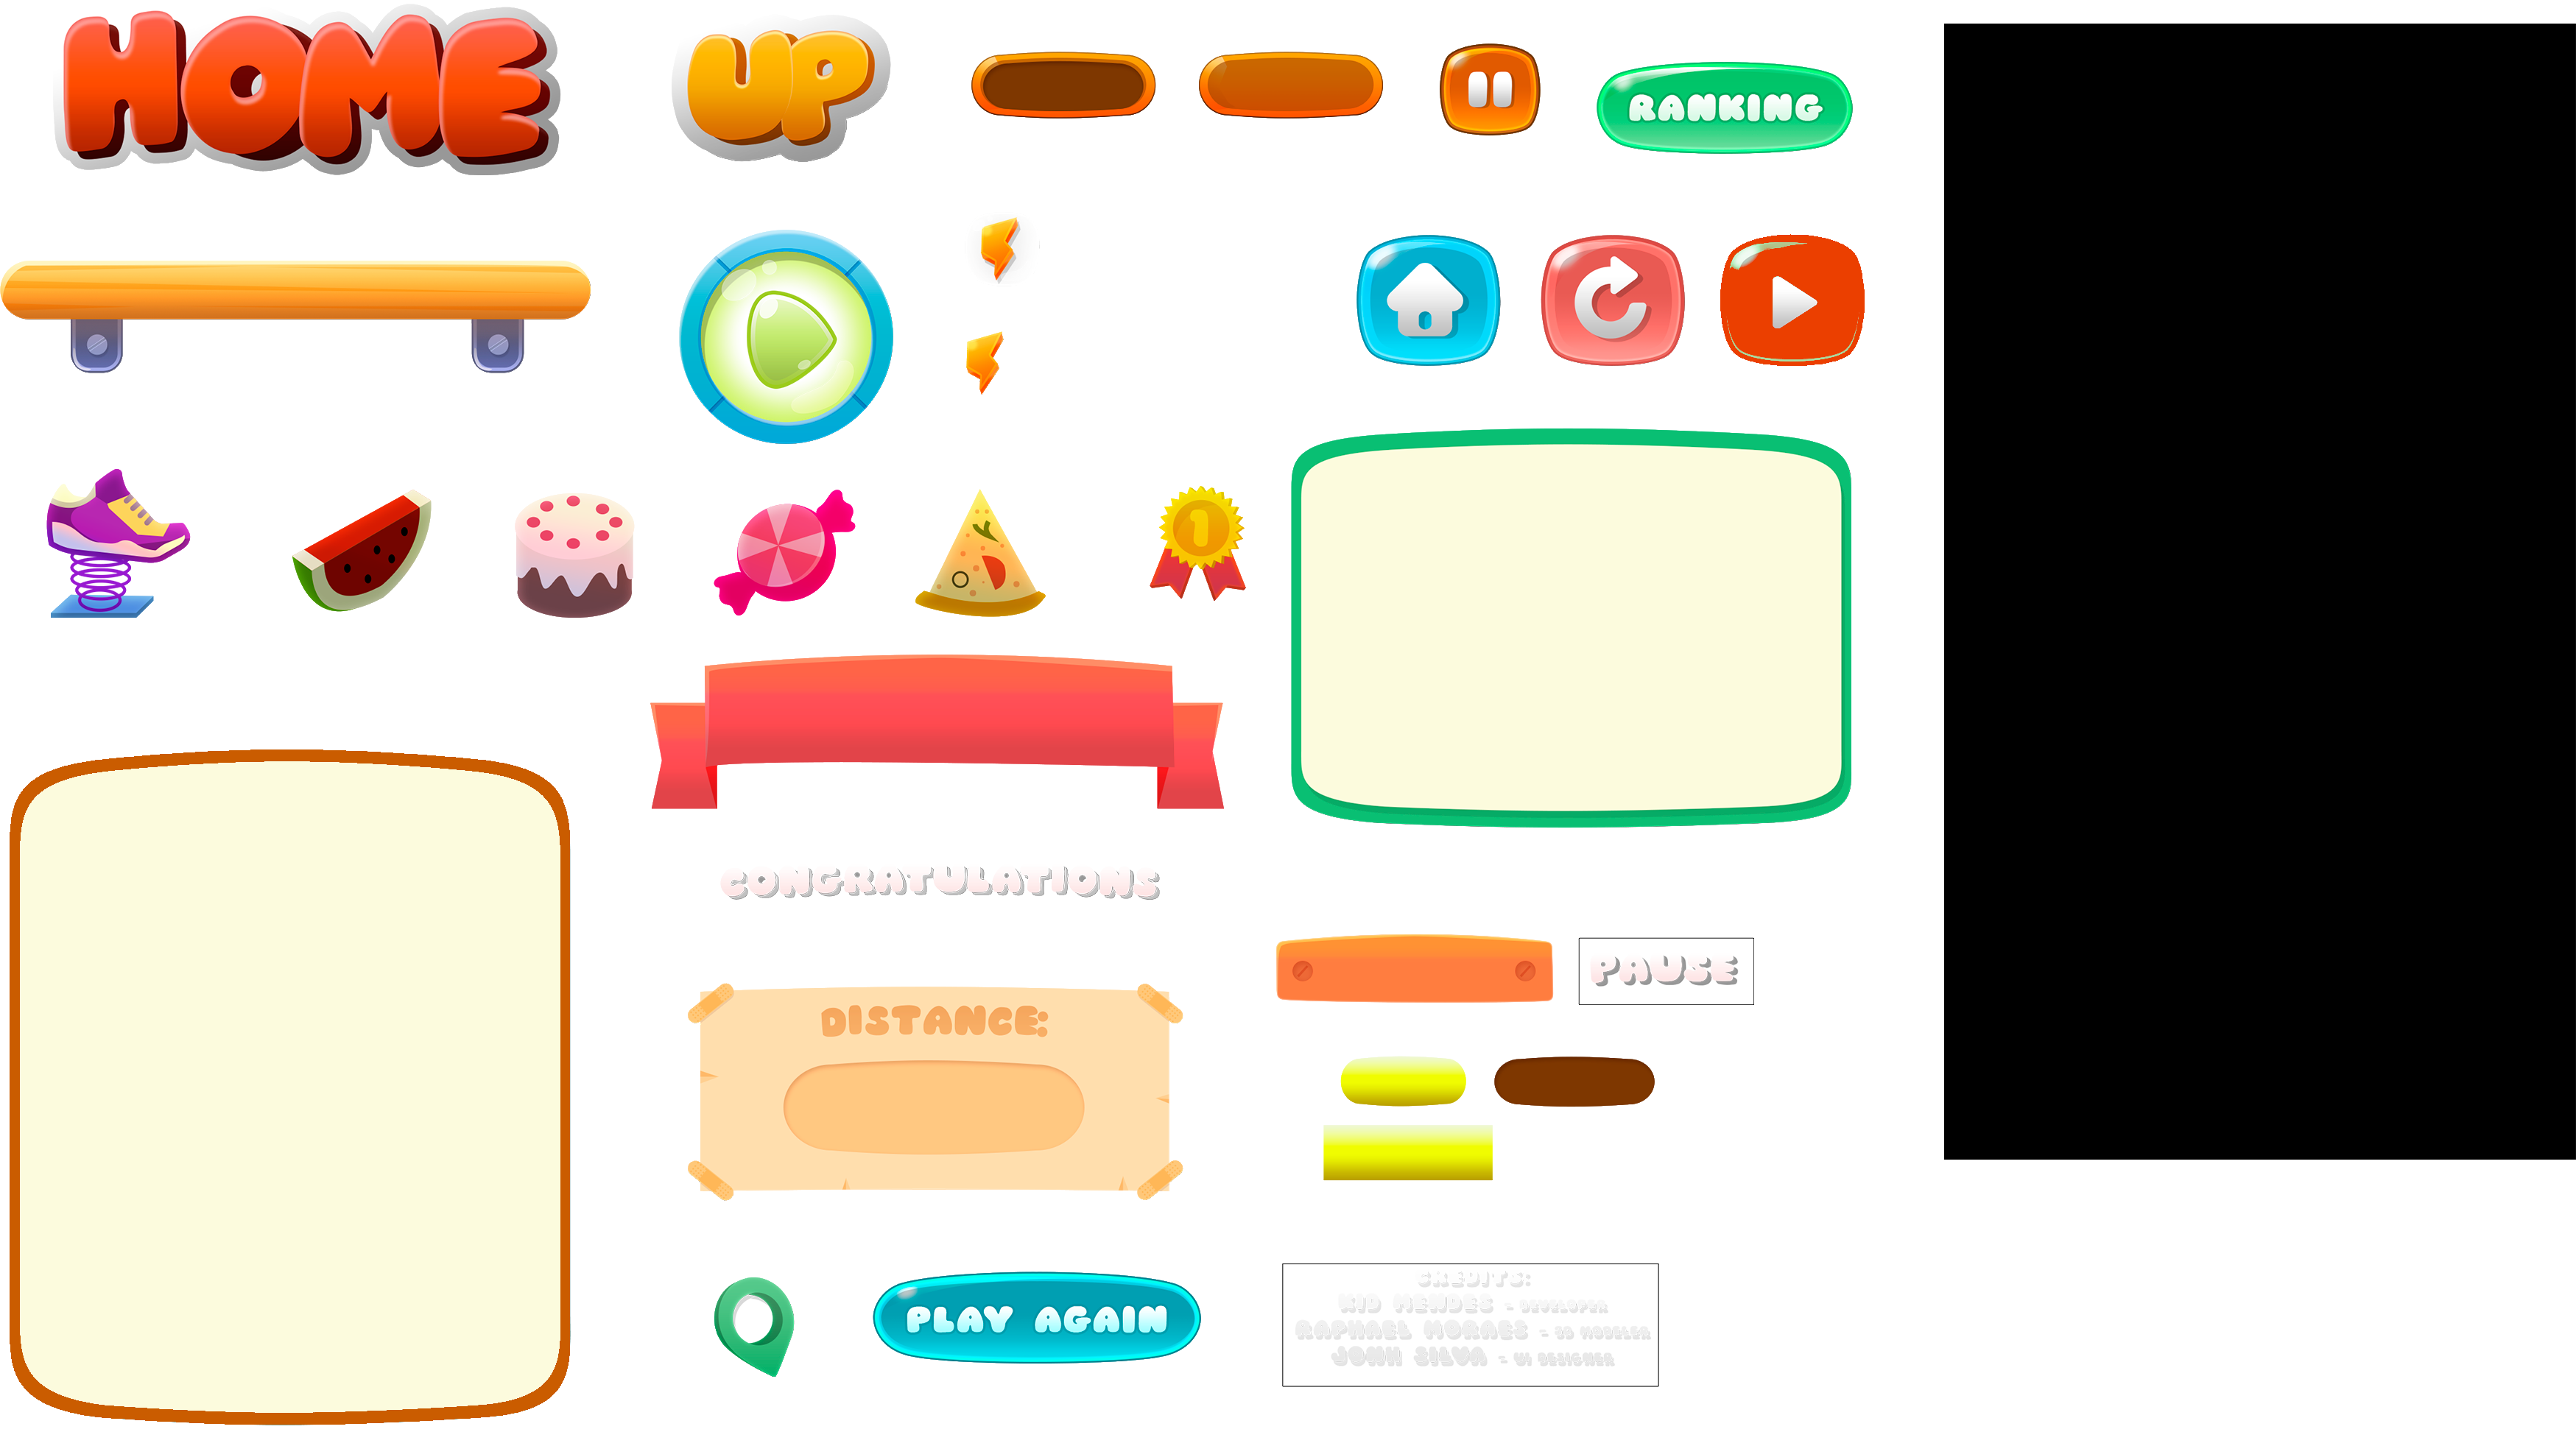 HOME
UP
RANKING
1
CONGRATULATIONS
PAUSE
DISTANCE:
PLAY AGAIN
CREDITS:
KID MENDES - DEVELOPER
RAPHAEL MORAES - 3D MODELER
JOHN SILVA - UI DESIGNER